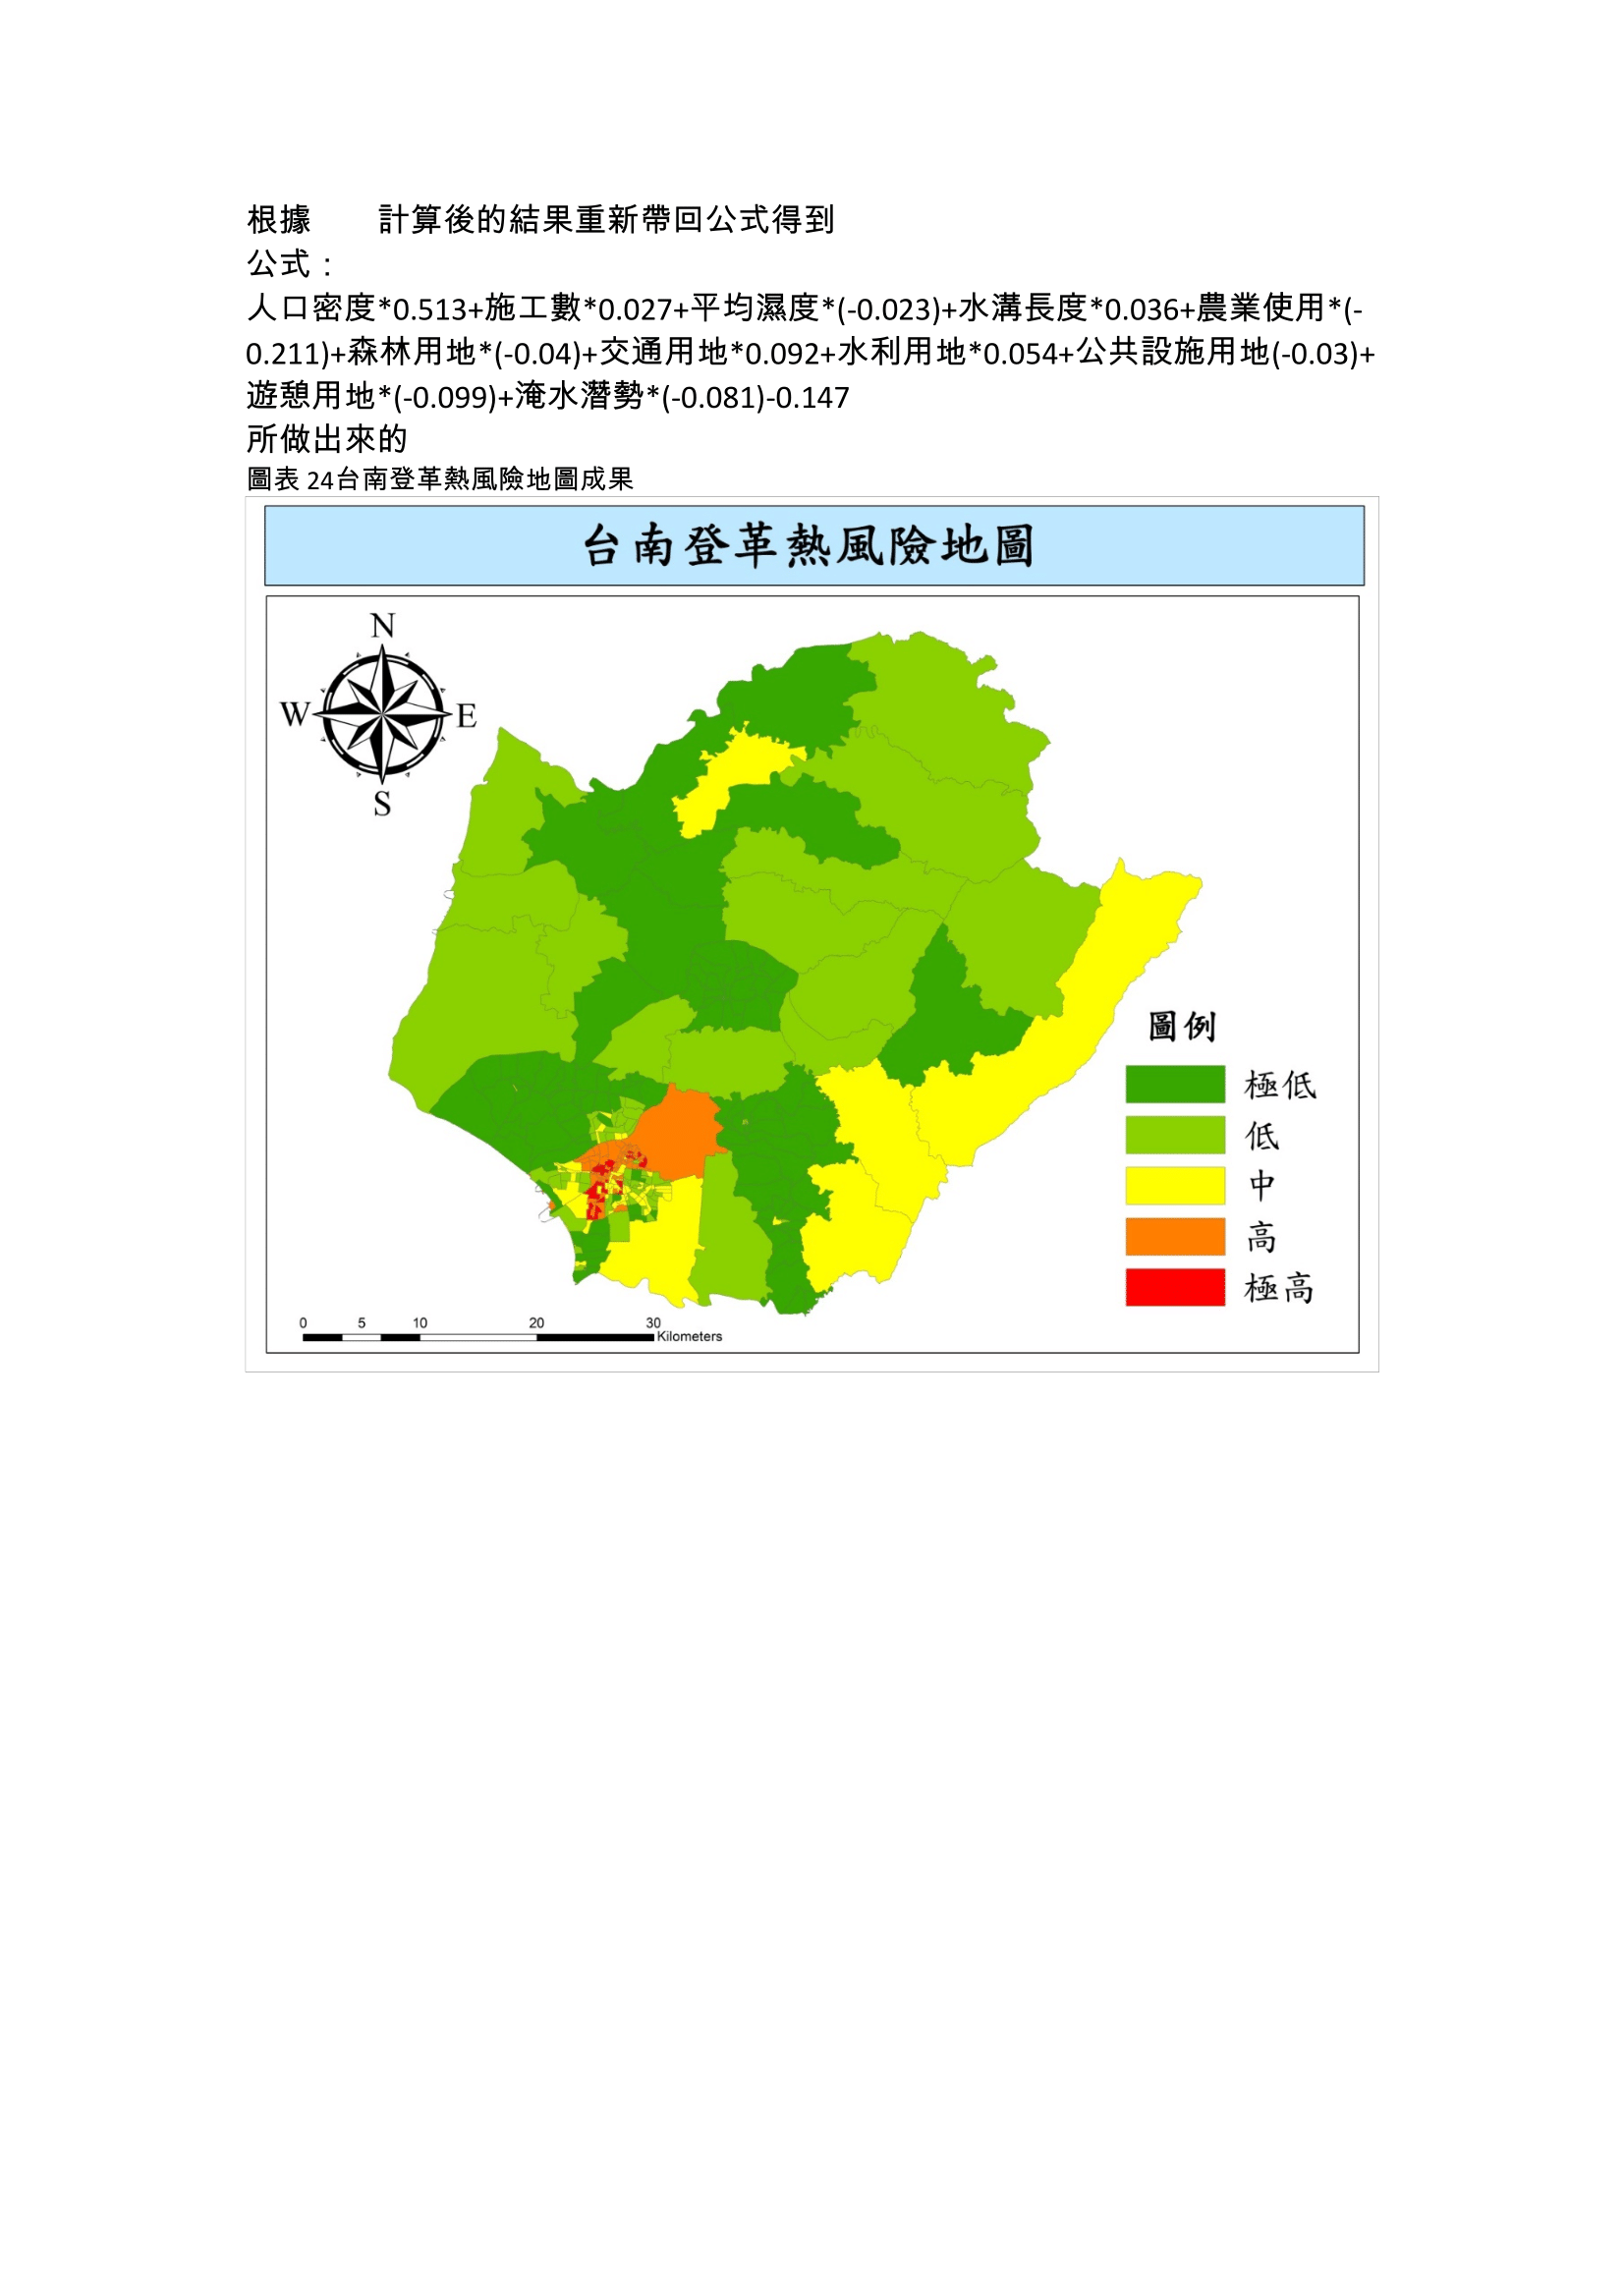 根據　　計算後的結果重新帶回公式得到
公式：
人口密度*0.513+施工數*0.027+平均濕度*(-0.023)+水溝長度*0.036+農業使用*(-
0.211)+森林用地*(-0.04)+交通用地*0.092+水利用地*0.054+公共設施用地(-0.03)+
遊憩用地*(-0.099)+淹水潛勢*(-0.081)-0.147
所做出來的
圖表 24台南登革熱風險地圖成果
台南登革熱風險地圖
N
W E
S
圖例
極低
低
中
高
極高
0 5 10 20 30
Kilometers